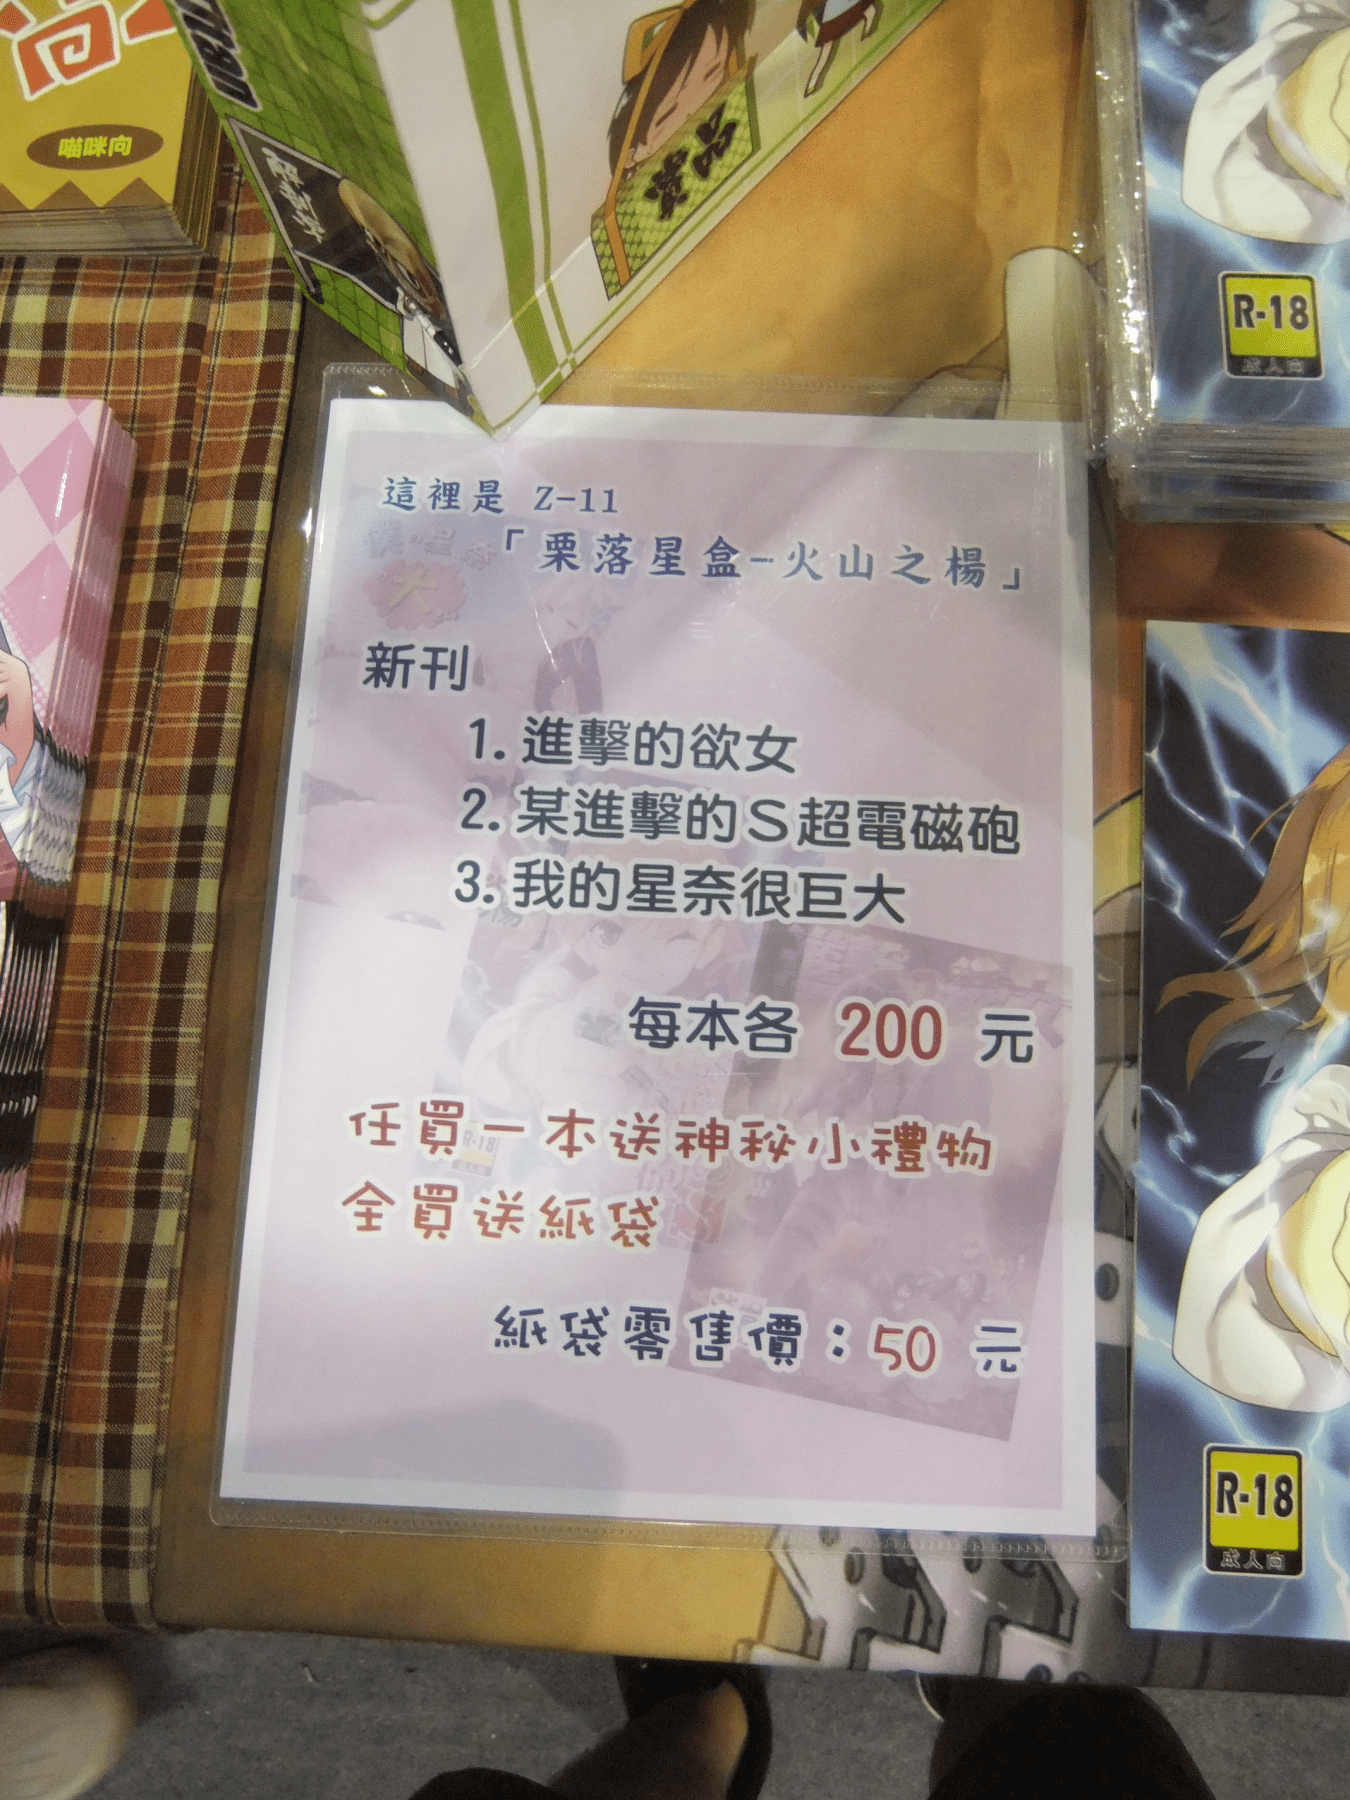 喵咪向
賞品
R-18
成人向
這裡是 Z-11
「栗落星盒-火山之楊」
大
新刊
1.進擊的欲女
2.某進擊的S超電磁砲
3.我的星奈很巨大
每本各 200 元
任買一本送神秘小禮物
R-18
全買送紙袋
紙袋零售價：50 元
R-18
成人向